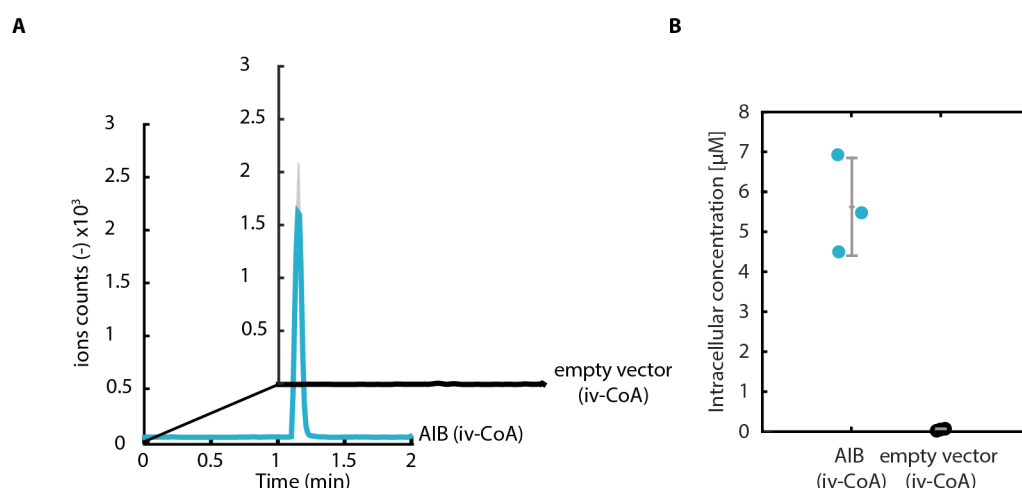 A
3
2.5
2
1.5
1
0.5
3
2.5
2
1.5
1
0.5
0
ions counts (-) x10³
empty vector
(iv-CoA)
AIB (iv-CoA)
0
0.5
1
1.5
2
Time (min)
B
8
7
6
5
4
3
2
1
0
Intracellular concentration [µM]
AIB
(iv-CoA)
empty vector
(iv-CoA)